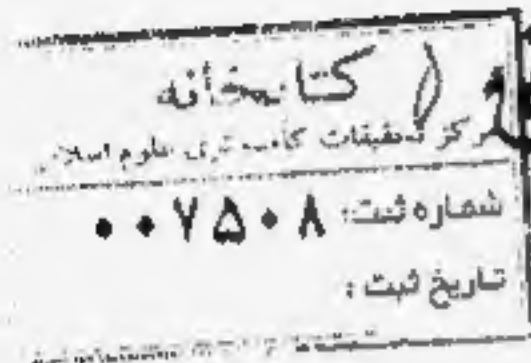 کتابخانه
مرکز تحقیقات کامپیوتری علوم اسلامی
شماره ثبت: ۰۰۷۵۰۸
تاریخ ثبت: